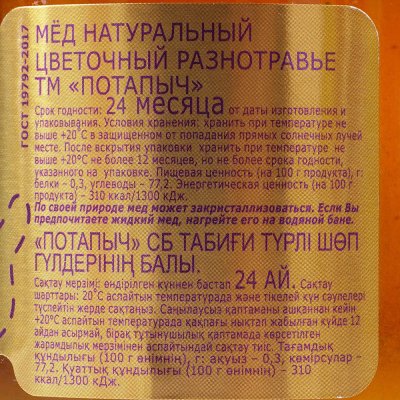 МЁД НАТУРАЛЬНЫЙ
ЦВЕТОЧНЫЙ РАЗНОТРАВЬЕ
ТМ «ПОТАПЫЧ»
Срок годности: 24 месяца от даты изготовления и
упаковывания. Условия хранения: хранить при температуре не
выше +20˚С в защищенном от попадания прямых солнечных лучей
месте. После вскрытия упаковки хранить при температуре не
выше +20ºС не более 12 месяцев, но не более срока годности,
указанного на упаковке. Пищевая ценность (на 100 г продукта), г:
белки – 0,3, углеводы – 77,2. Энергетическая ценность (на 100 г
продукта) – 310 ккал/1300 кДж.
По своей природе мед может закристаллизоваться. Если Вы
предпочитаете жидкий мед, нагрейте его на водяной бане.
«ПОТАПЫЧ» СБ ТАБИҒИ ТҮРЛІ ШӨП
ГҮЛДЕРІНІҢ БАЛЫ.
Сақтау мерзімі: өндірілген күннен бастап 24 АЙ. Сақтау
шарттары: 20˚С аспайтын температурада және тікелей күн сәулелері
түспейтін жерде сақтаңыз. Саңылаусыз қаптаманы ашқаннан кейін
+20ºС аспайтын температурада қақпағы нықтап жабылған күйде 12
айдан асырмай, бірақ тұтынушылық қаптамада көрсетілген
жарамдылық мерзімінен аспайтындай сақтау тиіс. Тағамдық
құндылығы (100 г өнімнің), г: ақуыз – 0,3, көмірсулар –
77,2. Қуаттық құндылығы (100 г өнімнің) – 310
ккал/1300 кДж.
ГОСТ 19792-2017